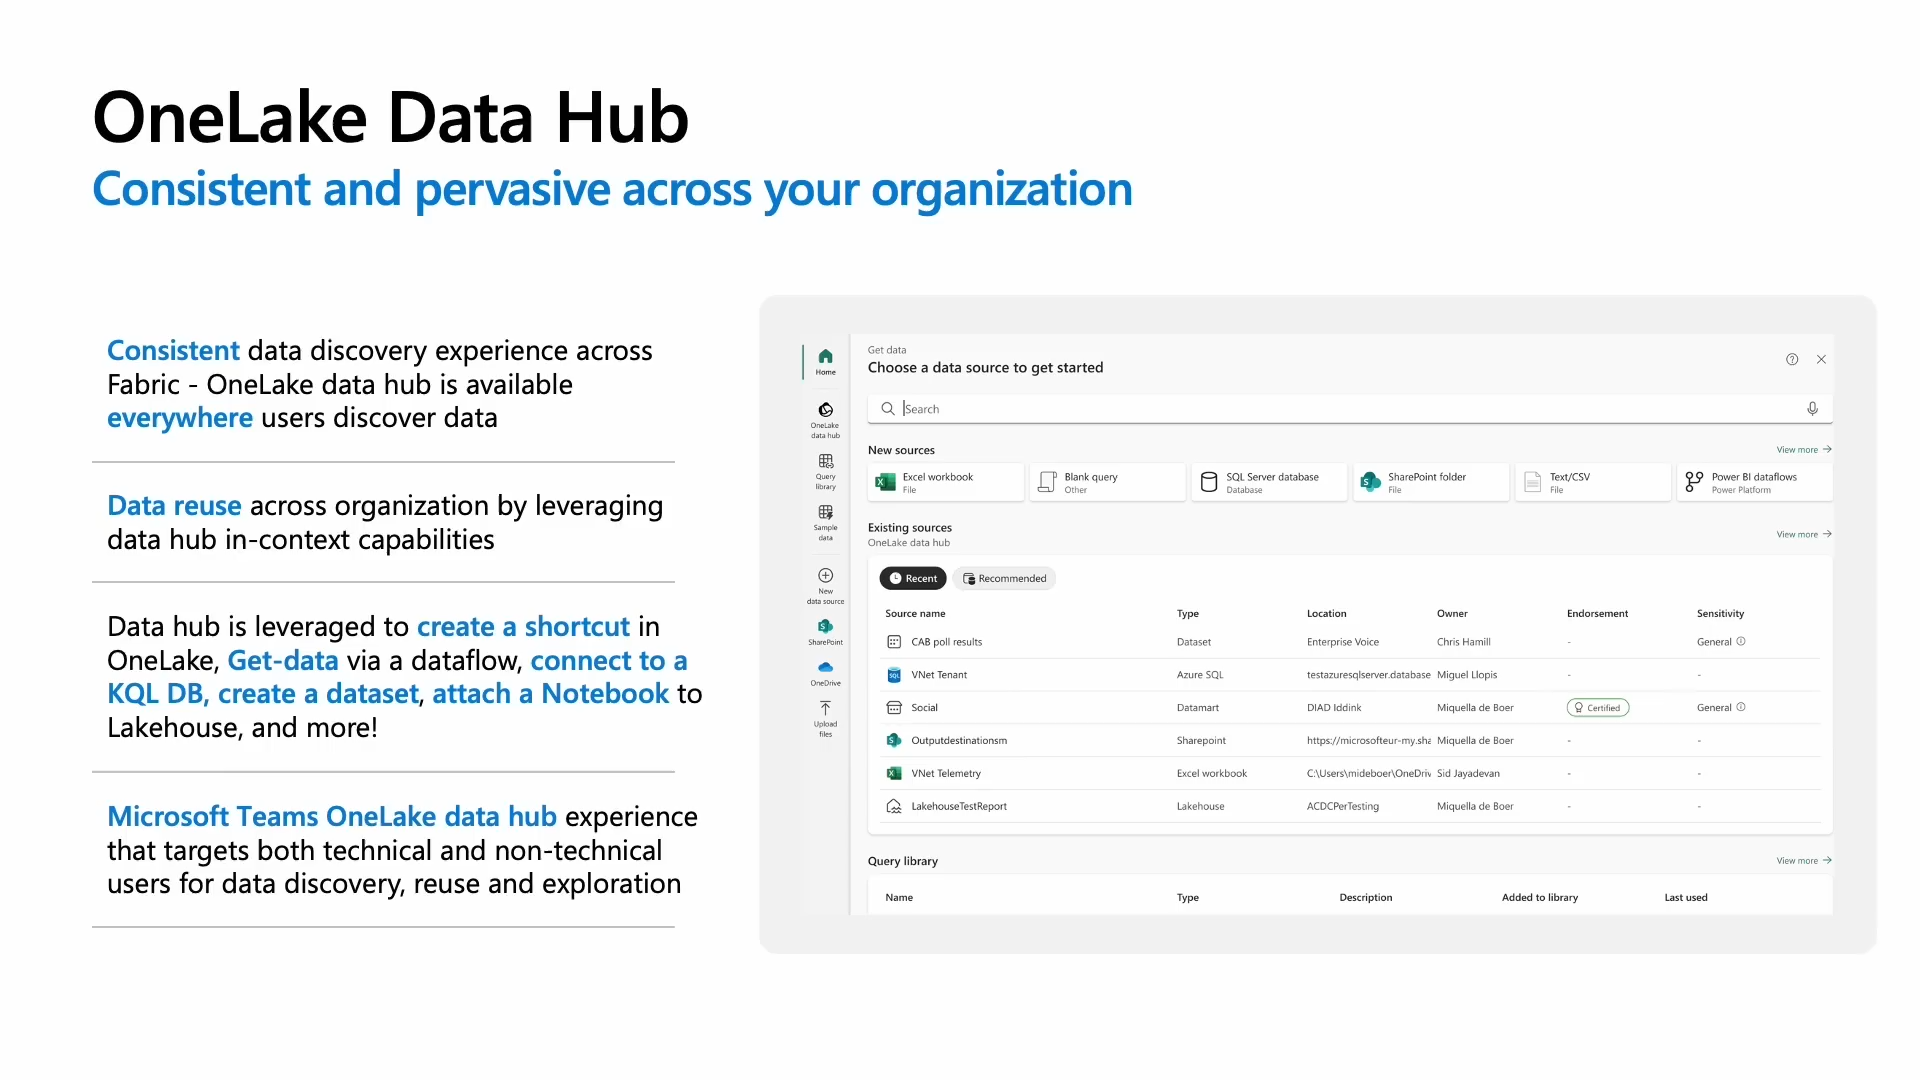 OneLake Data Hub
Consistent and pervasive across your organization
Consistent data discovery experience across
Fabric - OneLake data hub is available
everywhere users discover data
Data reuse across organization by leveraging
data hub in-context capabilities
Data hub is leveraged to create a shortcut in
OneLake, Get-data via a dataflow, connect to a
KQL DB, create a dataset, attach a Notebook to
Lakehouse, and more!
Microsoft Teams OneLake data hub experience
that targets both technical and non-technical
users for data discovery, reuse and exploration
Home
OneLake
data hub
Query
library
Sample
data
New
data source
SharePoint
OneDrive
Upload
files
Get data
Choose a data source to get started
Search
New sources View more
Excel workbook
File
Blank query
Other
SQL Server database
Database
SharePoint folder
File
Text/CSV
File
Power BI dataflows
Power Platform
Existing sources
OneLake data hub
View more
Recent Recommended
Source name Type Location Owner Endorsement Sensitivity
CAB poll results Dataset Enterprise Voice Chris Hamill - General
SQL VNet Tenant Azure SQL testazuresqlserver.database Miguel Llopis - -
Social Datamart DIAD Iddink Miquella de Boer Certified General
Outputdestinationsm Sharepoint https://microsofteur-my.sha Miquella de Boer - -
VNet Telemetry Excel workbook C:\Users\mideboer\OneDriv Sid Jayadevan - -
LakehouseTestReport Lakehouse ACDCPerTesting Miquella de Boer - -
Query library View more
Name Type Description Added to library Last used